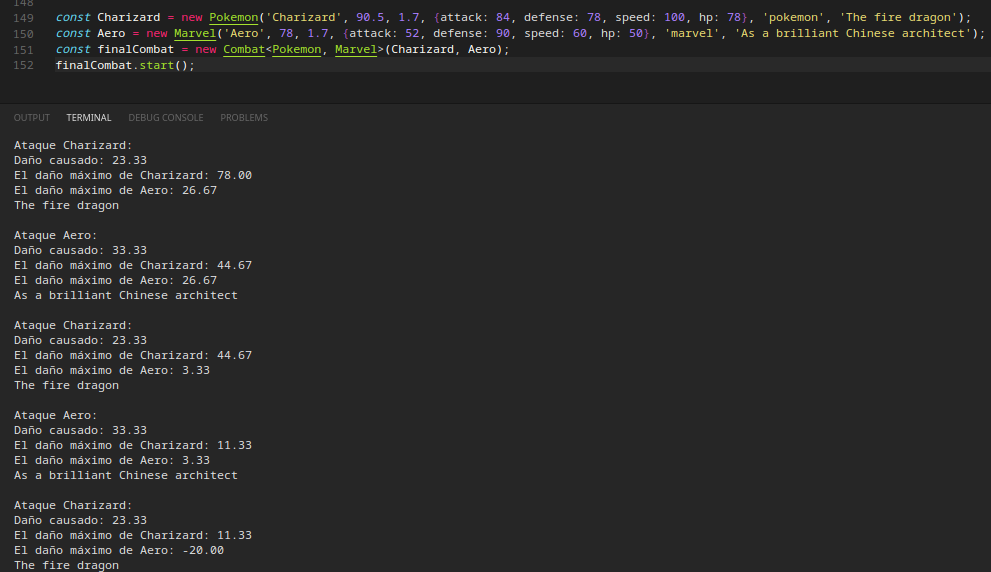 148
149 const Charizard = new Pokemon('Charizard', 90.5, 1.7, {attack: 84, defense: 78, speed: 100, hp: 78}, 'pokemon', 'The fire dragon');
150 const Aero = new Marvel('Aero', 78, 1.7, {attack: 52, defense: 90, speed: 60, hp: 50}, 'marvel', 'As a brilliant Chinese architect');
151 const finalCombat = new Combat<Pokemon, Marvel>(Charizard, Aero);
152 finalCombat.start();
OUTPUT TERMINAL DEBUG CONSOLE PROBLEMS
Ataque Charizard:
Daño causado: 23.33
El daño máximo de Charizard: 78.00
El daño máximo de Aero: 26.67
The fire dragon
Ataque Aero:
Daño causado: 33.33
El daño máximo de Charizard: 44.67
El daño máximo de Aero: 26.67
As a brilliant Chinese architect
Ataque Charizard:
Daño causado: 23.33
El daño máximo de Charizard: 44.67
El daño máximo de Aero: 3.33
The fire dragon
Ataque Aero:
Daño causado: 33.33
El daño máximo de Charizard: 11.33
El daño máximo de Aero: 3.33
As a brilliant Chinese architect
Ataque Charizard:
Daño causado: 23.33
El daño máximo de Charizard: 11.33
El daño máximo de Aero: -20.00
The fire dragon